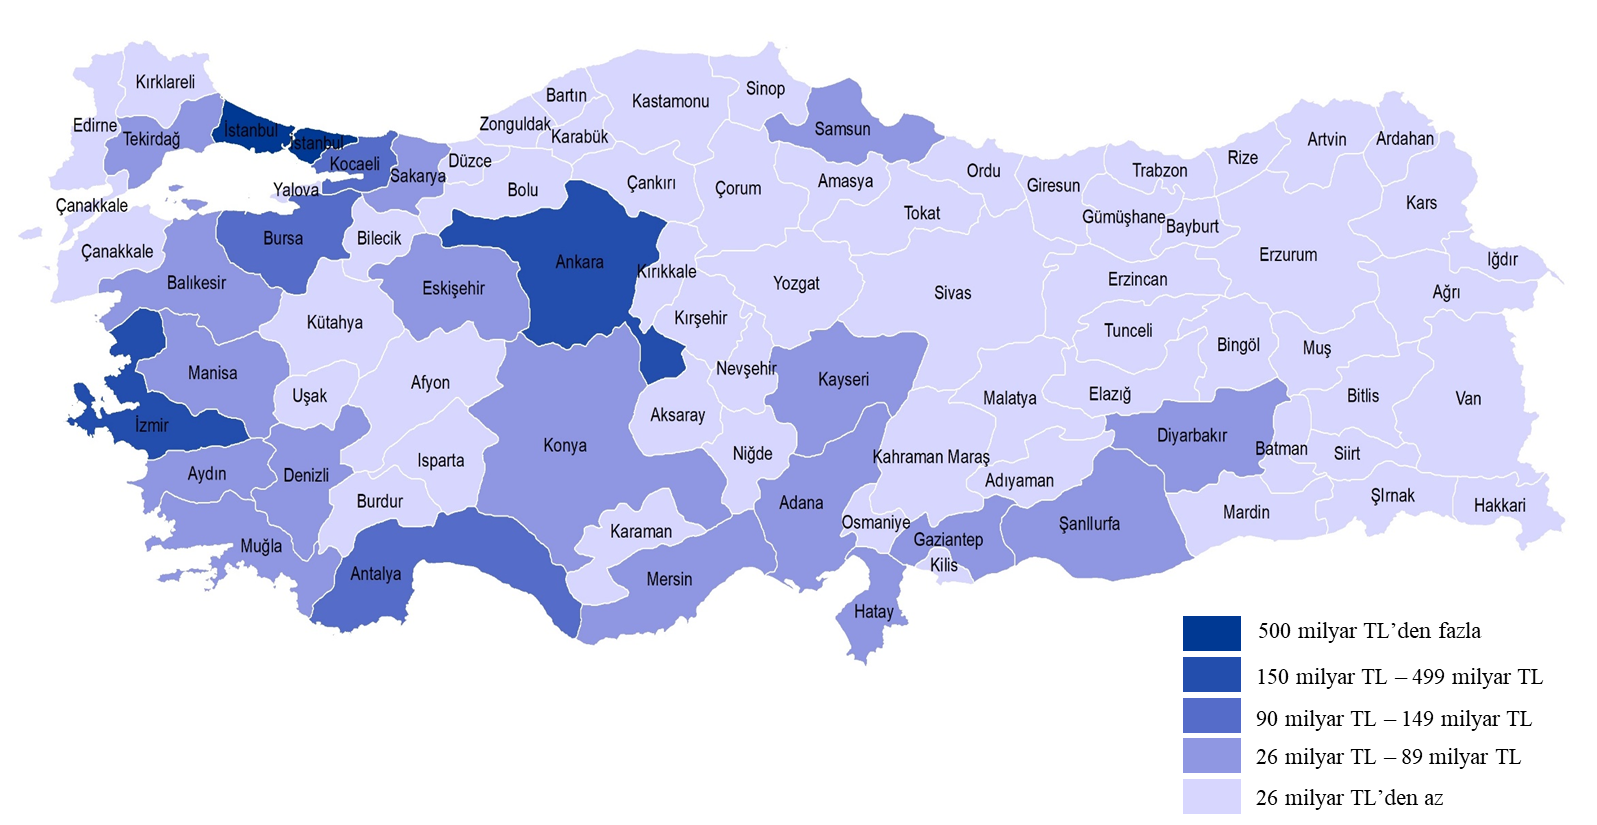 Kırklareli
Edirne
Tekirdağ
İstanbul
İstanbul
Kocaeli
Sakarya
Yalova
Düzce
Bolu
Zonguldak
Bartın
Karabük
Kastamonu
Sinop
Samsun
Çankırı
Çorum
Amasya
Tokat
Ordu
Giresun
Trabzon
Gümüşhane
Bayburt
Rize
Artvin
Ardahan
Kars
Iğdır
Ağrı
Erzurum
Erzincan
Çanakkale
Çanakkale
Balıkesir
Bursa
Bilecik
Eskişehir
Ankara
Kırıkkale
Kırşehir
Yozgat
Sivas
Tunceli
Bingöl
Muş
Bitlis
Van
Kütahya
Manisa
Uşak
Afyon
İzmir
Aydın
Denizli
Isparta
Burdur
Konya
Aksaray
Nevşehir
Kayseri
Niğde
Malatya
Elazığ
Diyarbakır
Batman
Siirt
Şlrnak
Hakkari
Mardin
Şanllurfa
Adıyaman
Kahraman Maraş
Osmaniye
Gaziantep
Kilis
Hatay
Adana
Mersin
Karaman
Antalya
Muğla
500 milyar TL’den fazla
150 milyar TL – 499 milyar TL
90 milyar TL – 149 milyar TL
26 milyar TL – 89 milyar TL
26 milyar TL’den az